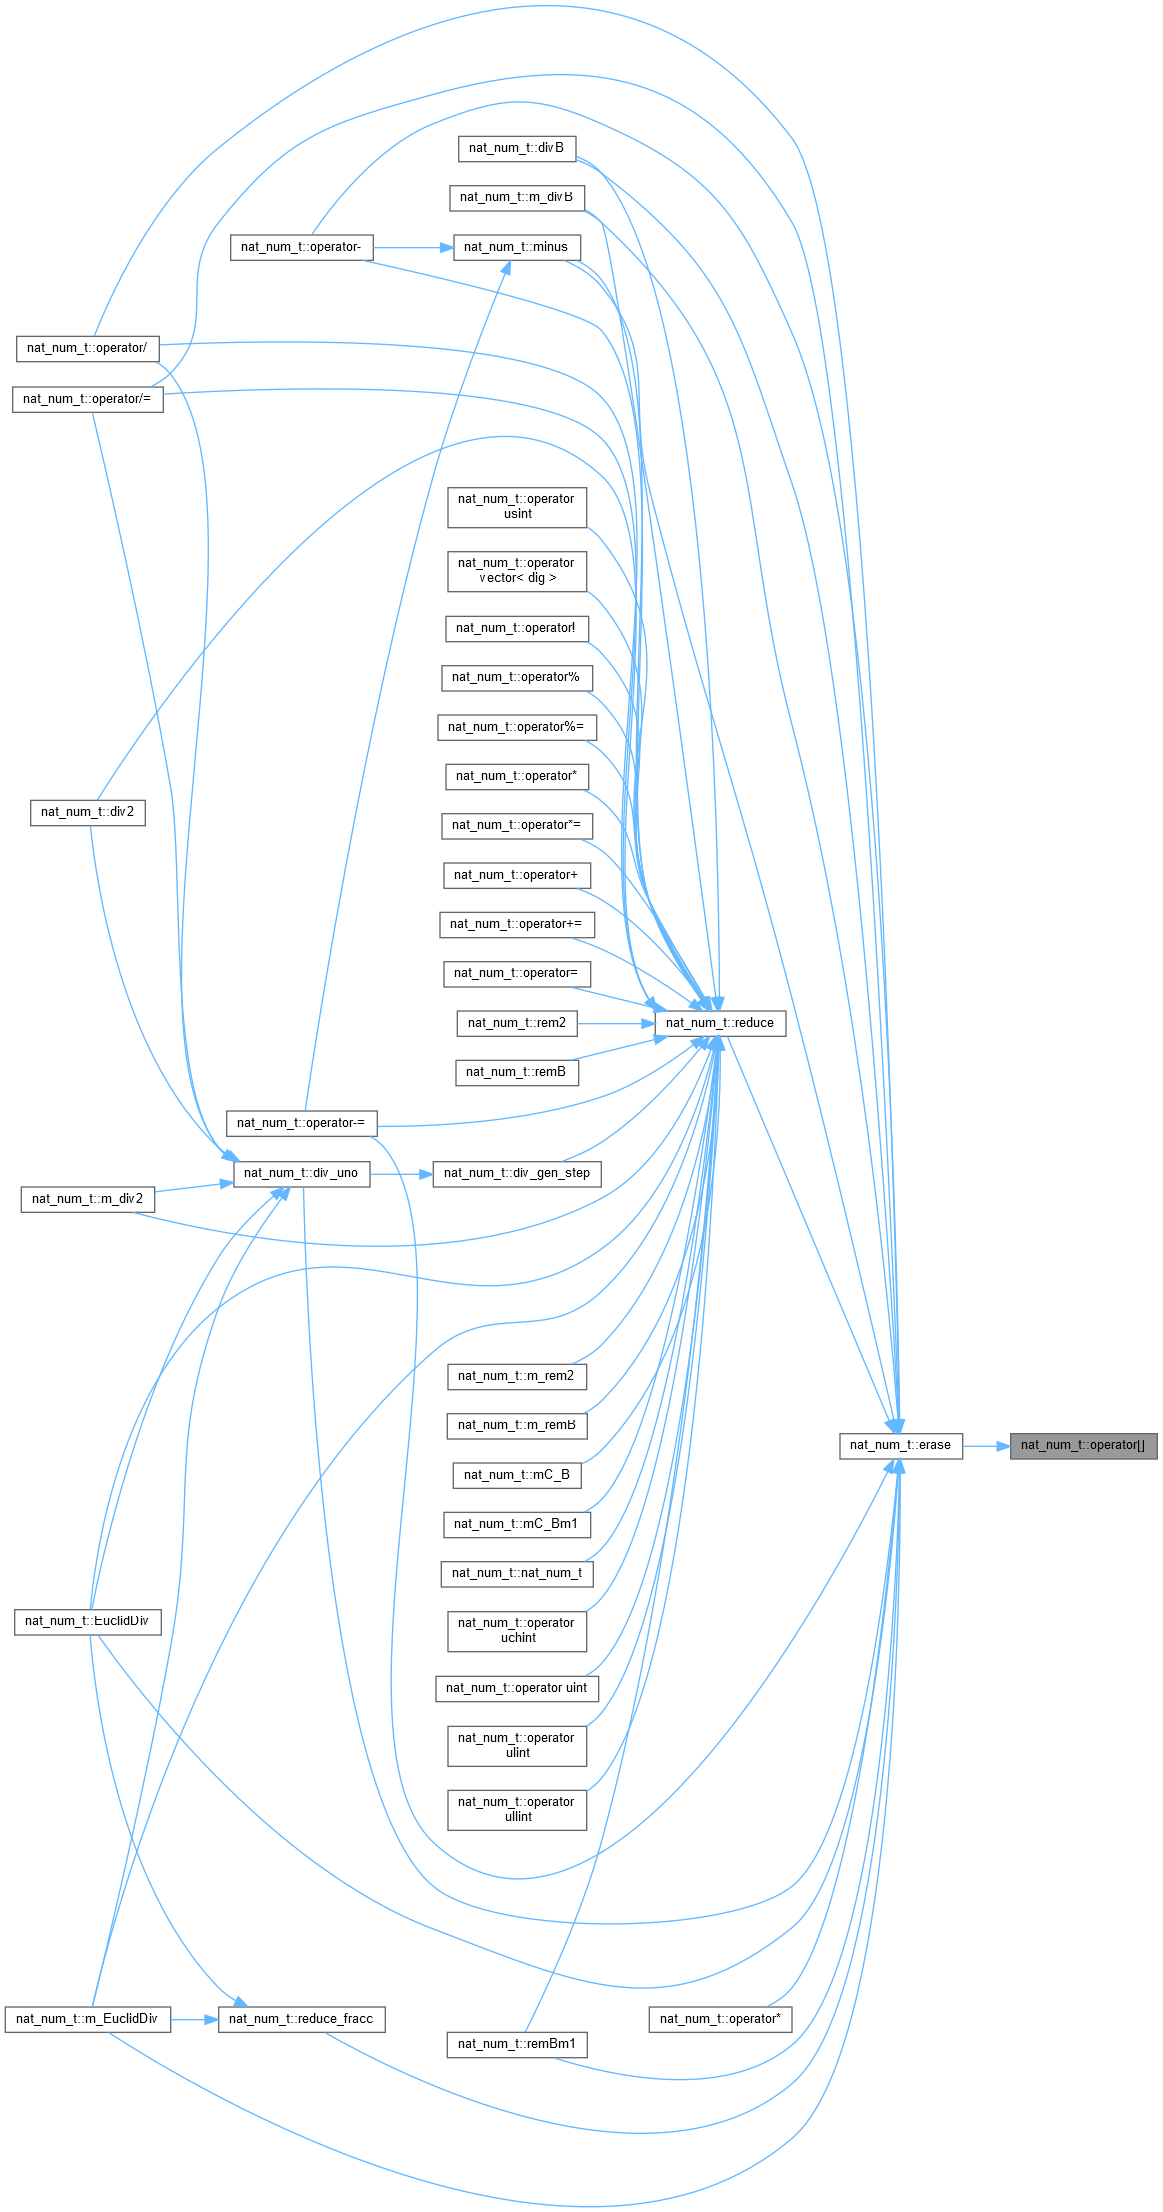 nat_num_t::divB
nat_num_t::m_divB
nat_num_t::operator-
nat_num_t::minus
nat_num_t::operator/
nat_num_t::operator/=
nat_num_t::operator
usint
nat_num_t::operator
vector< dig >
nat_num_t::operator!
nat_num_t::operator%
nat_num_t::operator%=
nat_num_t::operator*
nat_num_t::div2
nat_num_t::operator*=
nat_num_t::operator+
nat_num_t::operator+=
nat_num_t::operator=
nat_num_t::rem2
nat_num_t::reduce
nat_num_t::remB
nat_num_t::operator-=
nat_num_t::div_uno
nat_num_t::div_gen_step
nat_num_t::m_div2
nat_num_t::m_rem2
nat_num_t::m_remB
nat_num_t::erase
nat_num_t::operator[]
nat_num_t::mC_B
nat_num_t::mC_Bm1
nat_num_t::nat_num_t
nat_num_t::EuclidDiv
nat_num_t::operator
uchint
nat_num_t::operator uint
nat_num_t::operator
ulint
nat_num_t::operator
ullint
nat_num_t::m_EuclidDiv
nat_num_t::reduce_fracc
nat_num_t::operator*
nat_num_t::remBm1